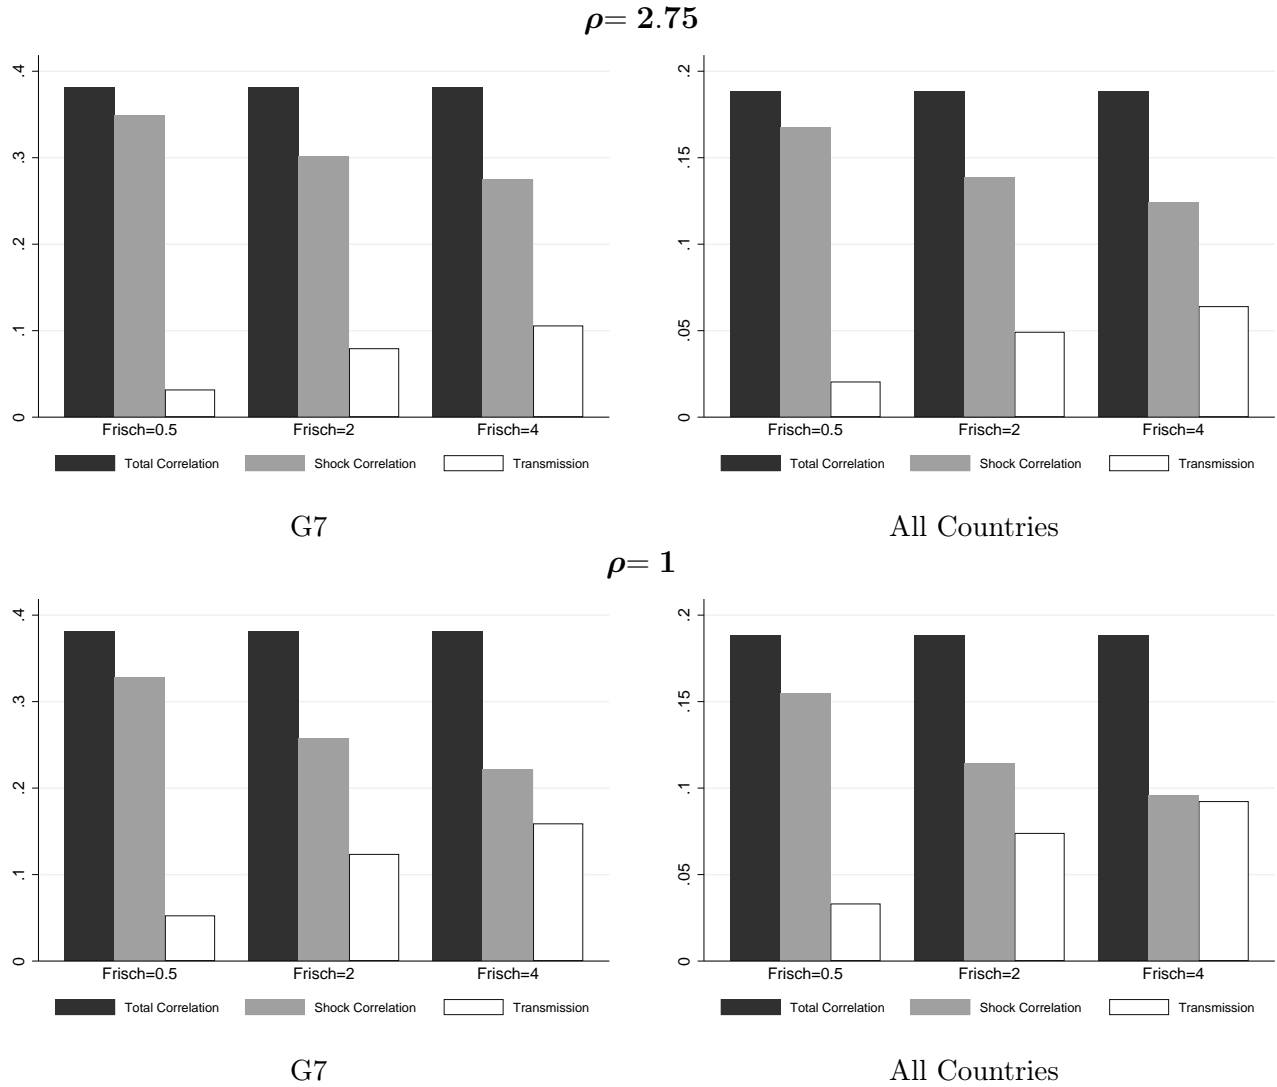 ρ= 2.75
.4
.3
.2
.1
0
Frisch=0.5 Frisch=2 Frisch=4
Total Correlation Shock Correlation Transmission
G7
.2
.15
.1
.05
0
Frisch=0.5 Frisch=2 Frisch=4
Total Correlation Shock Correlation Transmission
All Countries
ρ= 1
.4
.3
.2
.1
0
Frisch=0.5 Frisch=2 Frisch=4
Total Correlation Shock Correlation Transmission
G7
.2
.15
.1
.05
0
Frisch=0.5 Frisch=2 Frisch=4
Total Correlation Shock Correlation Transmission
All Countries